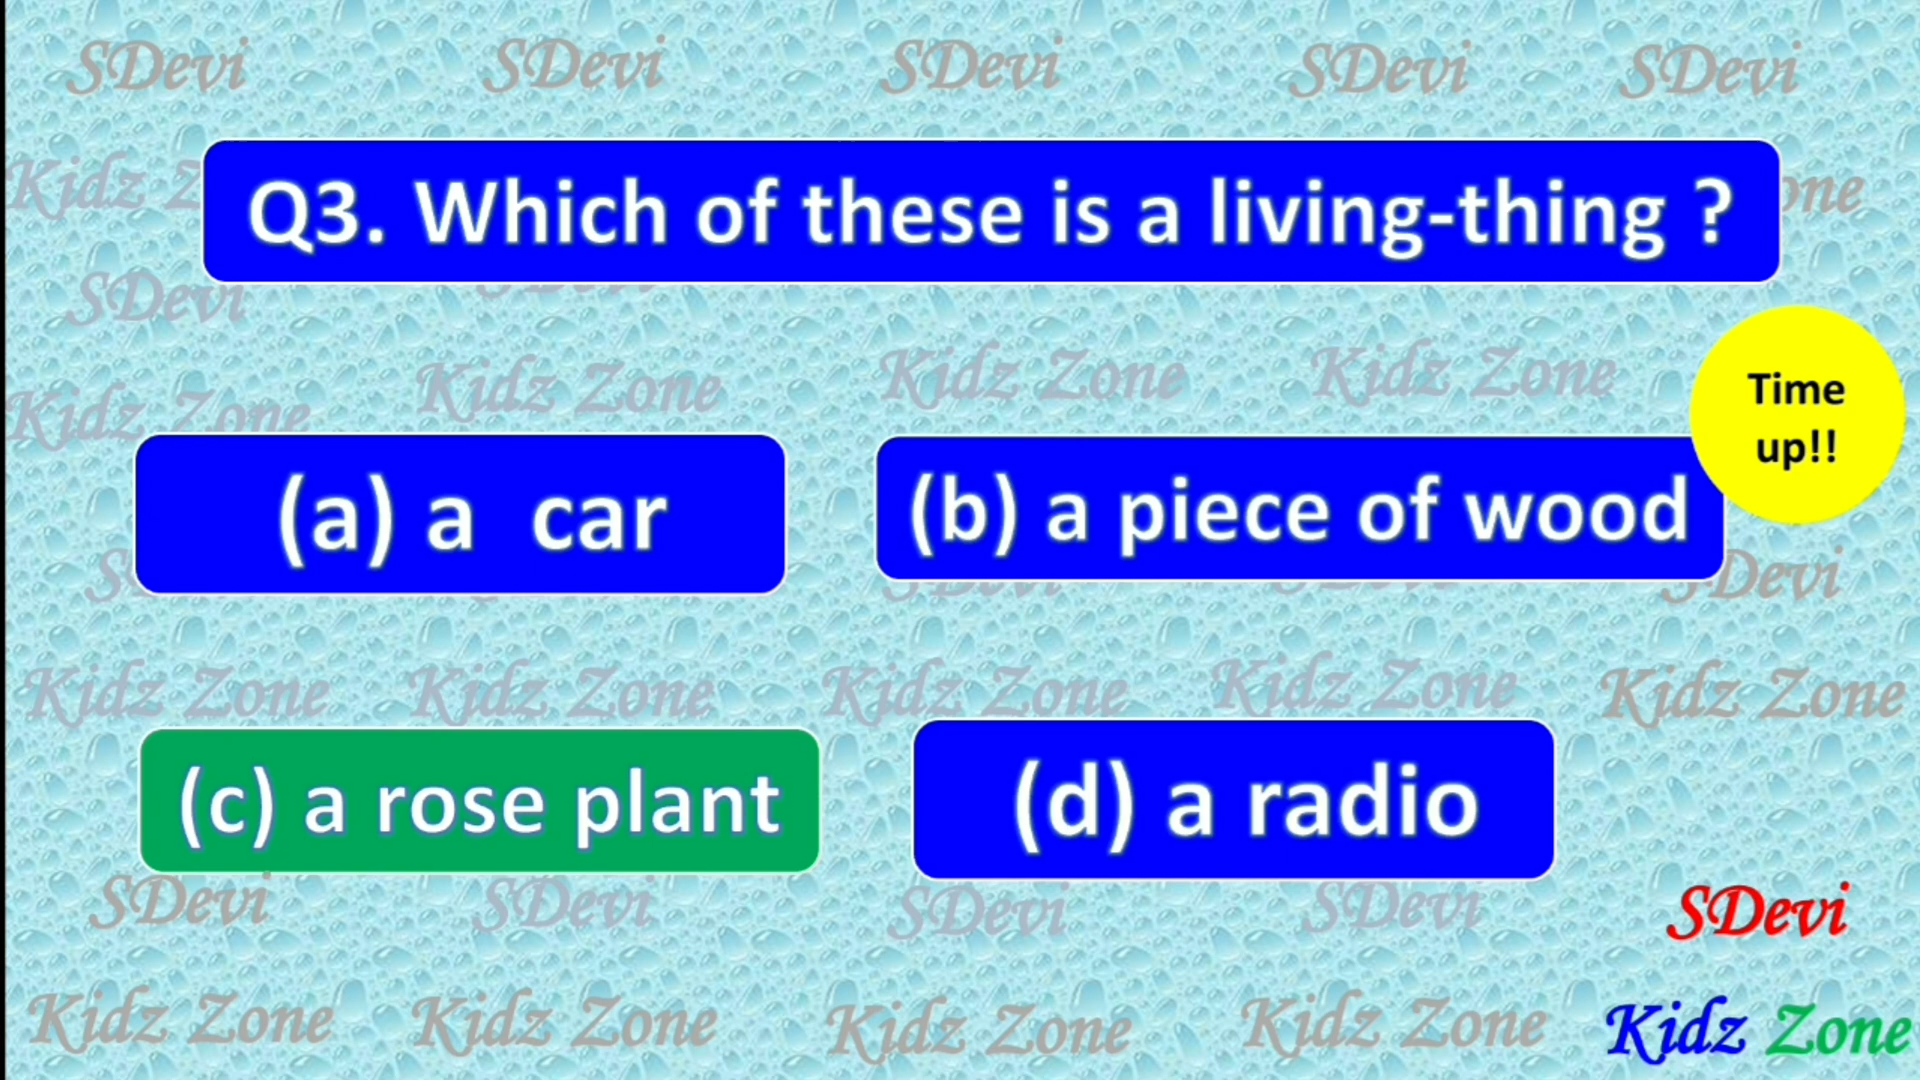 SDevi SDevi SDevi SDevi SDevi
Kidz Z
Q3. Which of these is a living-thing ?
one
SDevi
Kidz Zone Kidz Zone Kidz Zone Kidz Zone
Time
up!!
(a) a car
(b) a piece of wood
SDevi
Kidz Zone Kidz Zone Kidz Zone Kidz Zone Kidz Zone
(c) a rose plant
(d) a radio
SDevi SDevi SDevi SDevi SDevi
Kidz Zone Kidz Zone Kidz Zone Kidz Zone Kidz Zone